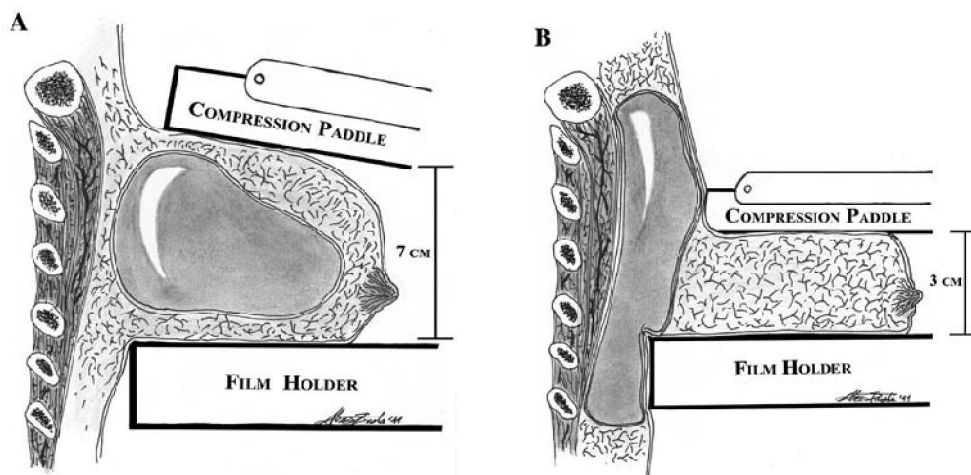 A
COMPRESSION PADDLE
7 CM
FILM HOLDER
B
COMPRESSION PADDLE
3 CM
FILM HOLDER